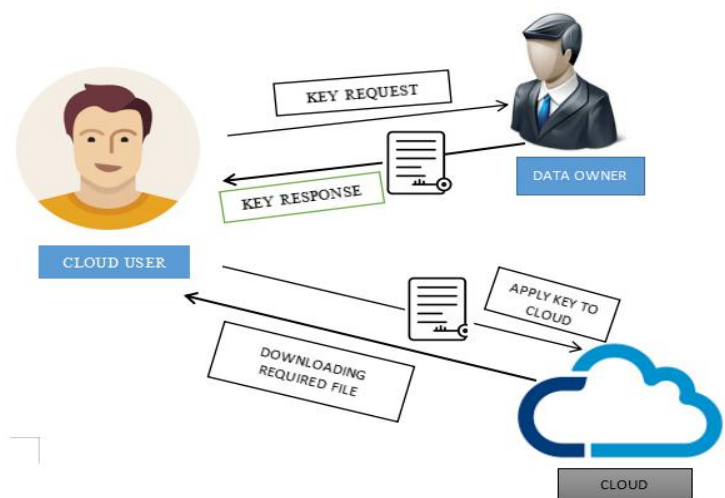 KEY REQUEST
DATA OWNER
KEY RESPONSE
CLOUD USER
APPLY KEY TO
CLOUD
DOWNLOADING
REQUIRED FILE
CLOUD